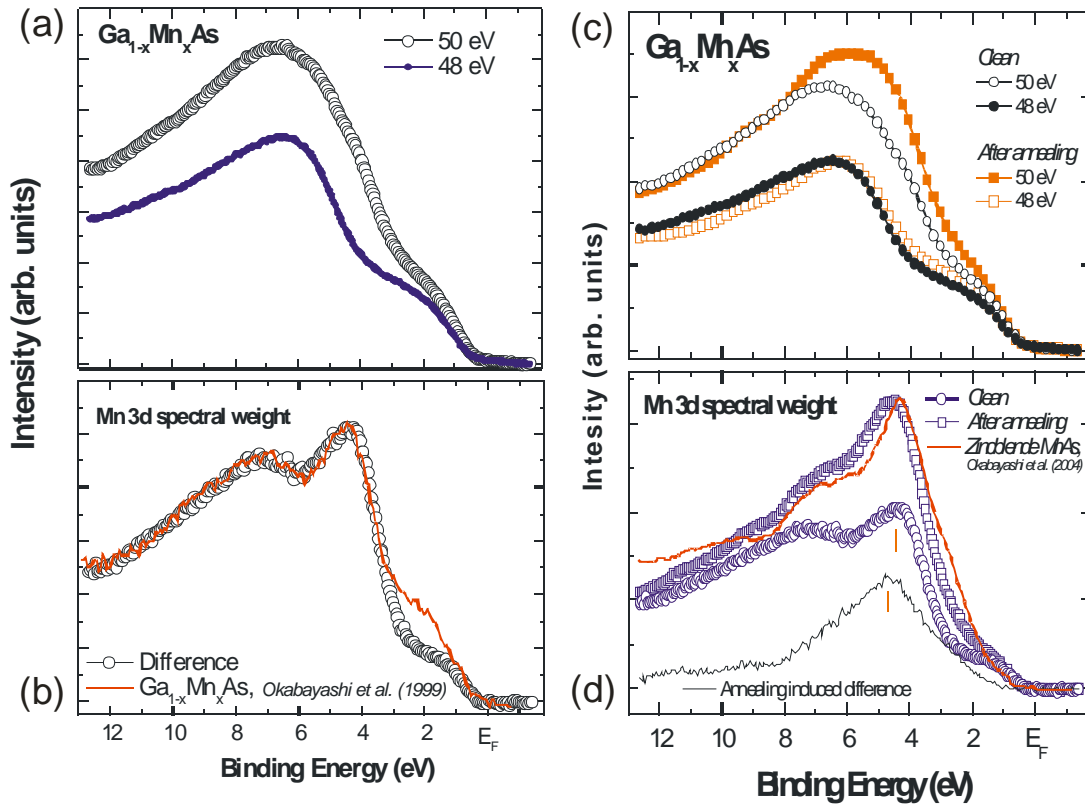 (a)
Ga1-xMnxAs
50 eV
48 eV
Intensity (arb. units)
(b)
Mn 3d spectral weight
Difference
Ga1-xMnxAs, Okabayashi et al. (1999)
12 10 8 6 4 2 EF
Binding Energy (eV)
(c)
Ga1-xMnxAs
Clean
50 eV
48 eV
After annealing
50 eV
48 eV
Intesity (arb. units)
(d)
Mn 3d spectral weight
Clean
After annealing
Zincblende MnAs,
Okabayashi et al. (2004)
Annealing induced difference
12 10 8 6 4 2 EF
Binding Energy (eV)